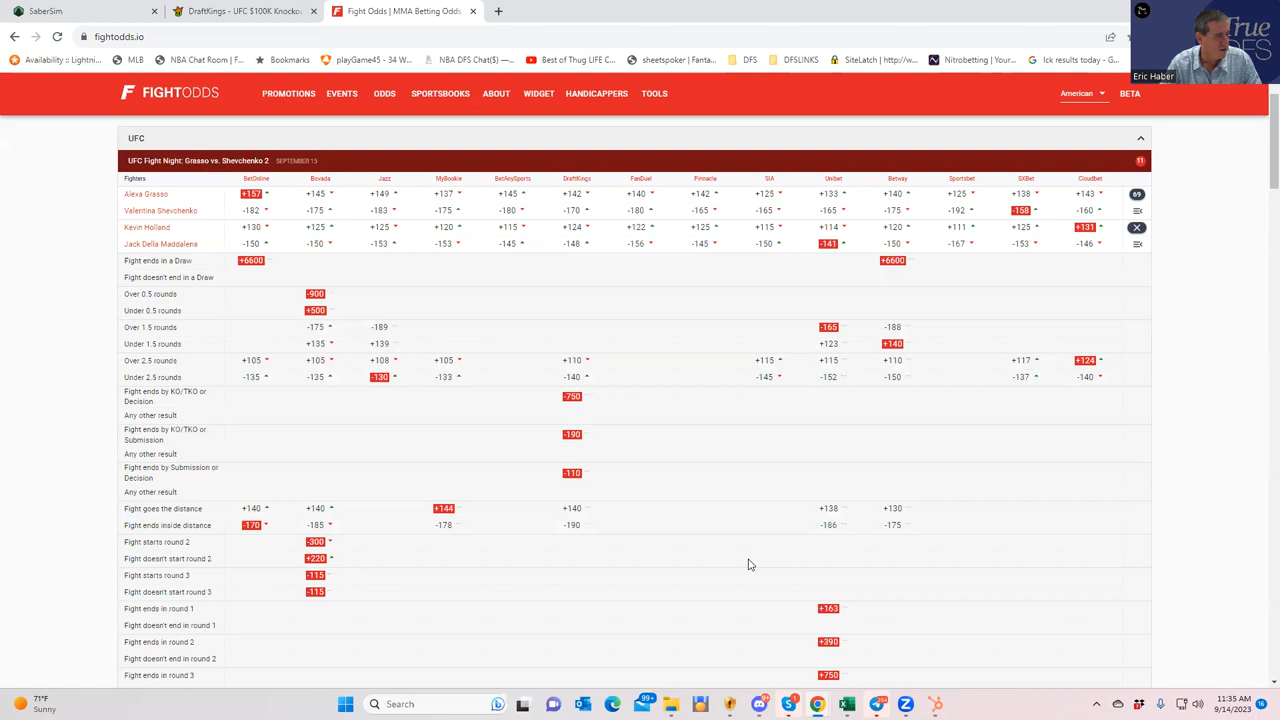 SaberSim
DraftKings - UFC $100K Knocko
Fight Odds | MMA Betting Odds
fightodds.io
Availability :: Lightni...
MLB
NBA Chat Room | F...
Bookmarks
playGame45 - 34 W...
NBA DFS Chat($) —...
Best of Thug LIFE C...
sheetspoker | Fanta...
DFS
DFSLINKS
SiteLatch | http://w...
Nitrobetting | Your...
lck results today - G...
True
DFS
Eric Haber
FIGHTODDS
PROMOTIONS EVENTS ODDS SPORTSBOOKS ABOUT WIDGET HANDICAPPERS TOOLS
American BETA
UFC
UFC Fight Night: Grasso vs. Shevchenko 2 SEPTEMBER 15 11
Fighters BetOnline Bovada Jazz MyBookie BetAnySports DraftKings FanDuel Pinnacle SIA Unibet Betway Sportsbet SXBet Cloudbet
Alexa Grasso +157 +145 +149 +137 +145 +142 +140 +142 +125 +133 +140 +125 +138 +143 69
Valentina Shevchenko -182 -175 -183 -175 -180 -170 -180 -165 -165 -165 -175 -192 -158 -160
Kevin Holland +130 +125 +125 +120 +115 +124 +122 +125 +115 +114 +120 +111 +125 +131
Jack Della Maddalena -150 -150 -153 -153 -145 -148 -156 -145 -150 -141 -150 -167 -153 -146
Fight ends in a Draw +6600 +6600
Fight doesn't end in a Draw
Over 0.5 rounds -900
Under 0.5 rounds +500
Over 1.5 rounds -175 -189 -165 -188
Under 1.5 rounds +135 +139 +123 +140
Over 2.5 rounds +105 +105 +108 +105 +110 +115 +115 +110 +117 +124
Under 2.5 rounds -135 -135 -130 -133 -140 -145 -152 -150 -137 -140
Fight ends by KO/TKO or
Decision -750
Any other result
Fight ends by KO/TKO or
Submission -190
Any other result
Fight ends by Submission or
Decision -110
Any other result
Fight goes the distance +140 +140 +144 +140 +138 +130
Fight ends inside distance -170 -185 -178 -190 -186 -175
Fight starts round 2 -300
Fight doesn't start round 2 +220
Fight starts round 3 -115
Fight doesn't start round 3 -115
Fight ends in round 1 +163
Fight doesn't end in round 1
Fight ends in round 2 +390
Fight doesn't end in round 2
Fight ends in round 3 +750
71°F
Sunny
Search
99+
11:35 AM
9/14/2023
16